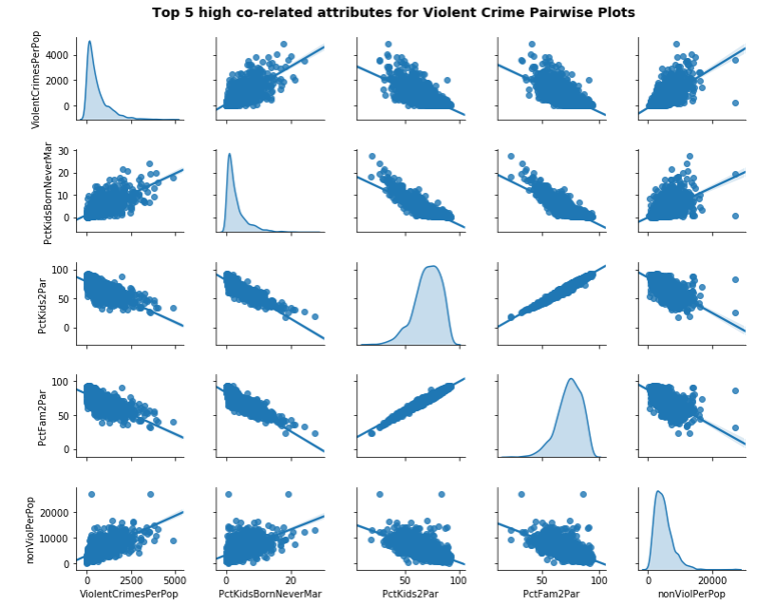 Top 5 high co-related attributes for Violent Crime Pairwise Plots
ViolentCrimesPerPop
4000
2000
0
PctKidsBornNeverMar
30
20
10
0
PctKids2Par
100
50
0
PctFam2Par
100
50
0
nonViolPerPop
20000
10000
0
0 2500 5000 0 20 50 100 50 100 0 20000
ViolentCrimesPerPop PctKidsBornNeverMar PctKids2Par PctFam2Par nonViolPerPop